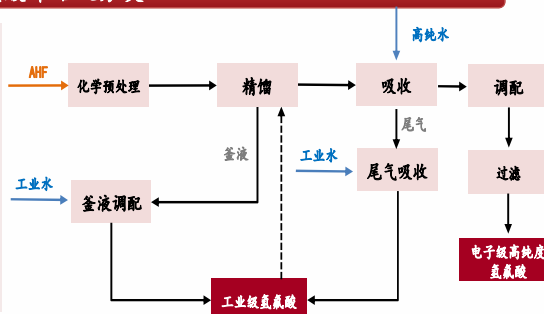 高纯水
AHF
化学预处理
精馏
吸收
调配
尾气
釜液
工业水
工业水
尾气吸收
过滤
釜液调配
电子级高纯度
氢氟酸
工业级氢氟酸